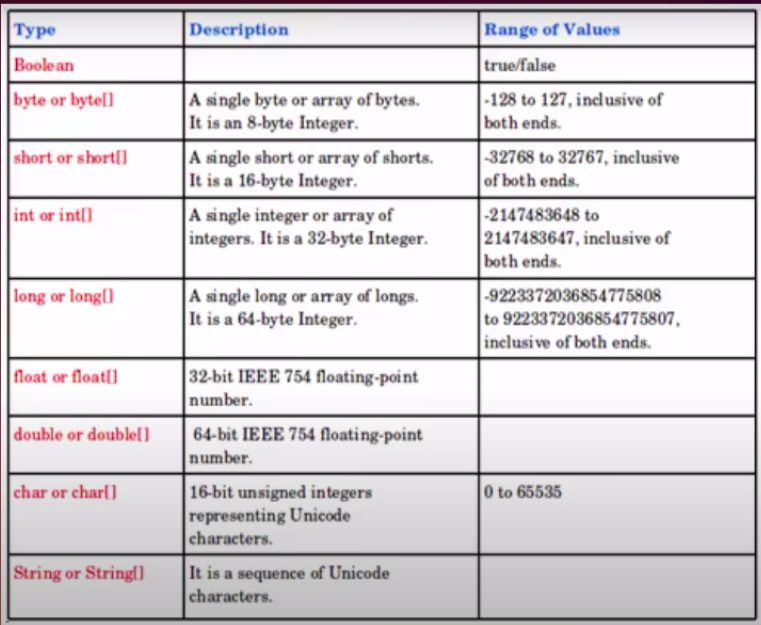 Type Description Range of Values
Boolean true/false
byte or byte[] A single byte or array of bytes. -128 to 127, inclusive of
It is an 8-byte Integer. both ends.
short or short[] A single short or array of shorts. -32768 to 32767, inclusive
It is a 16-byte Integer. of both ends.
int or int[] A single integer or array of -2147483648 to
integers. It is a 32-byte Integer. 2147483647, inclusive of
both ends.
long or long[] A single long or array of longs. -9223372036854775808
It is a 64-byte Integer. to 9223372036854775807,
inclusive of both ends.
float or float[] 32-bit IEEE 754 floating-point
number.
double or double[] 64-bit IEEE 754 floating-point
number.
char or char[] 16-bit unsigned integers 0 to 65535
representing Unicode
characters.
String or String[] It is a sequence of Unicode
characters.